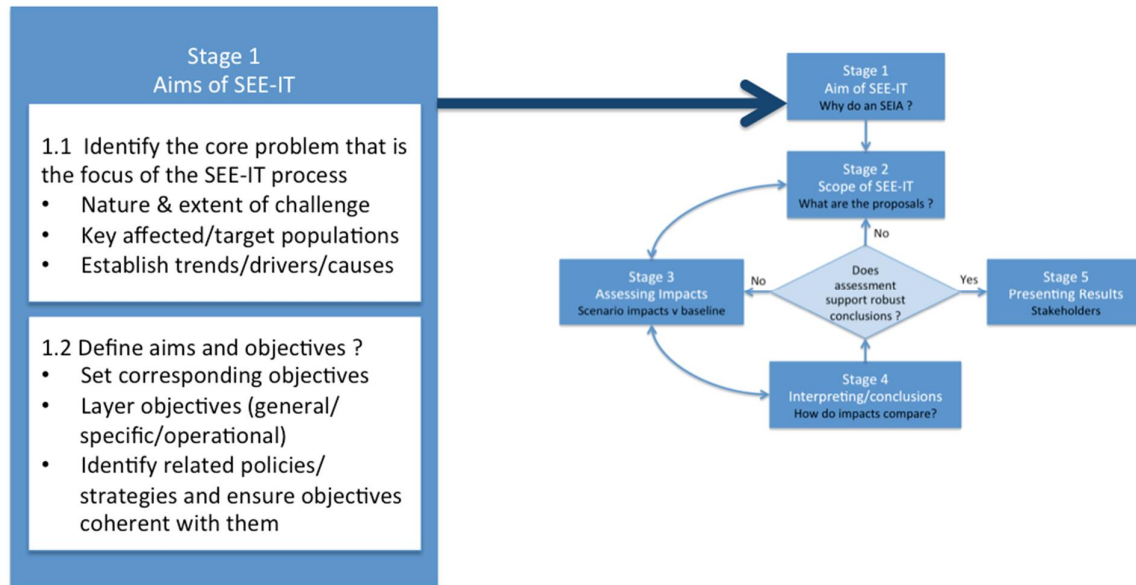 Stage 1
Aims of SEE-IT
1.1 Identify the core problem that is
the focus of the SEE-IT process
• Nature & extent of challenge
• Key affected/target populations
• Establish trends/drivers/causes
1.2 Define aims and objectives ?
• Set corresponding objectives
• Layer objectives (general/
specific/operational)
• Identify related policies/
strategies and ensure objectives
coherent with them
Stage 1
Aim of SEE-IT
Why do an SEIA ?
Stage 2
Scope of SEE-IT
What are the proposals ?
No
Stage 3
Assessing Impacts
Scenario impacts v baseline
No
Does
assessment
support robust
conclusions ?
Yes
Stage 5
Presenting Results
Stakeholders
Stage 4
Interpreting/conclusions
How do impacts compare?